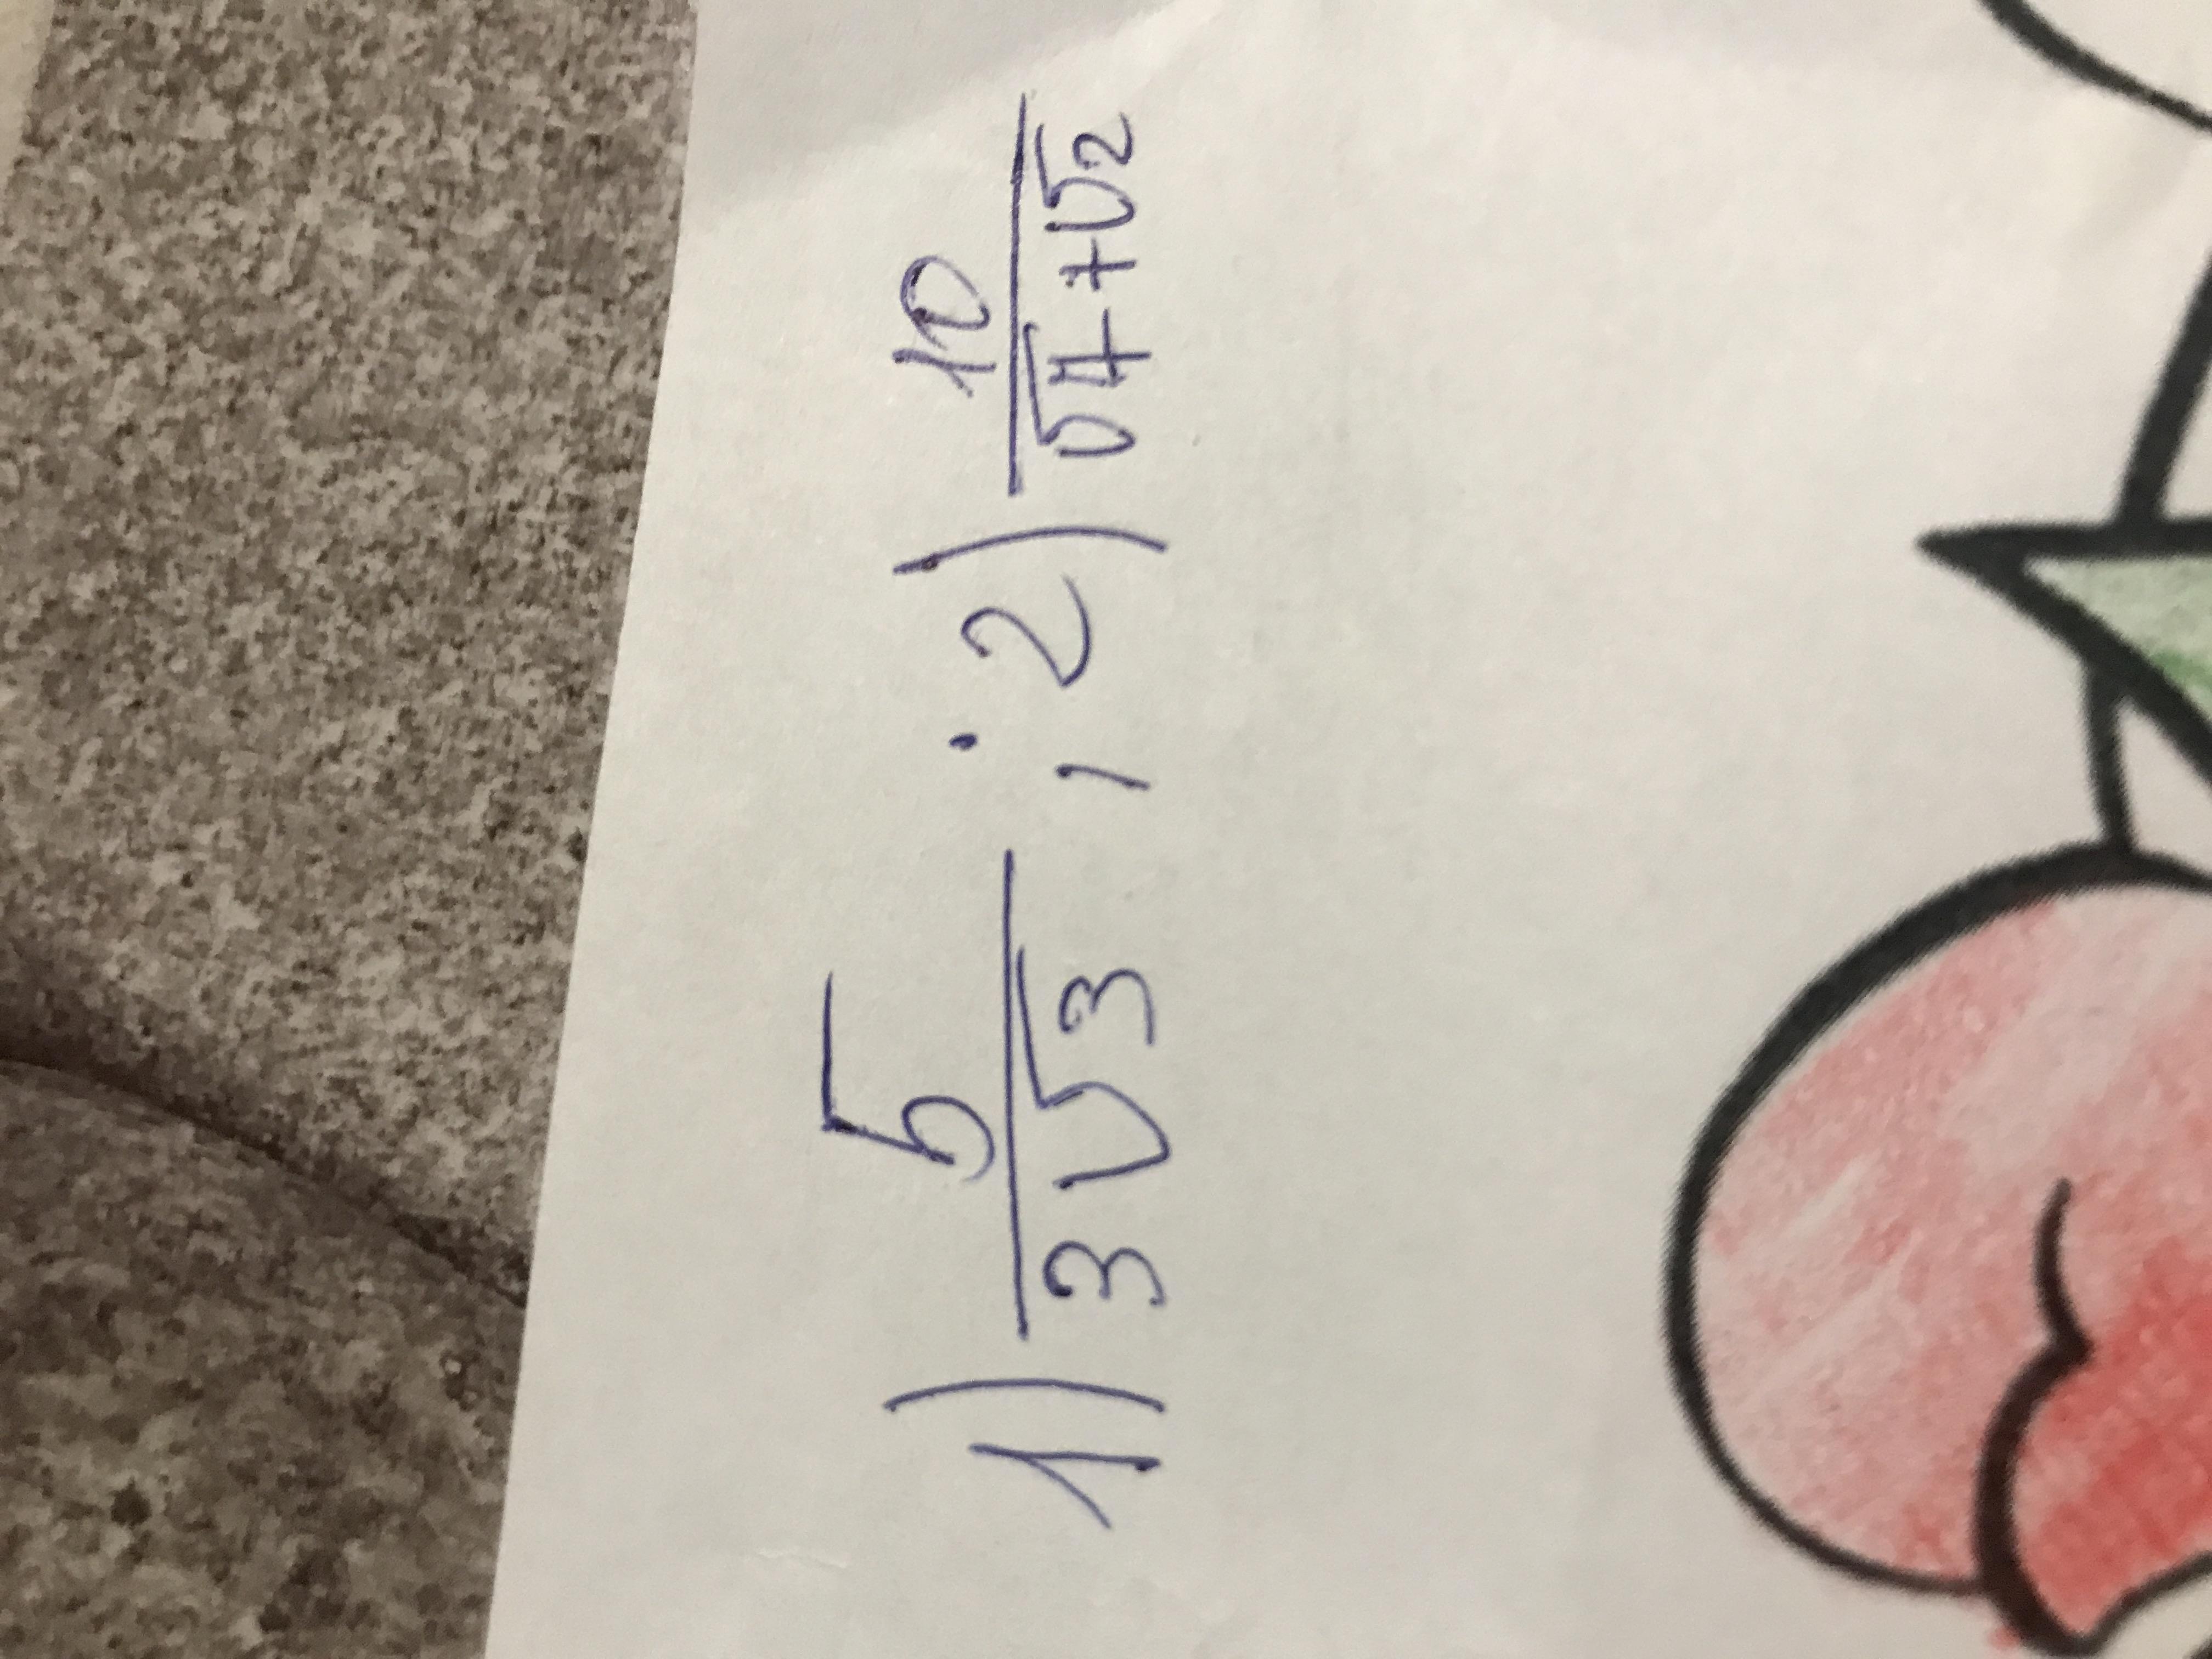 1) 5/(3√3) ; 2) 10/(√7+√2)